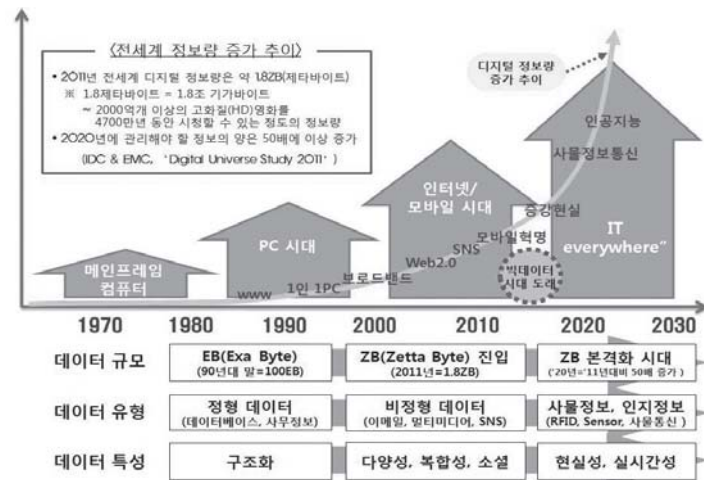 〈전세계 정보량 증가 추이〉
• 2011년 전세계 디지털 정보량은 약 1.8ZB(제타바이트)
※ 1.8제타바이트 = 1.8조 기가바이트
~ 2000억개 이상의 고화질(HD)영화를
4700만년 동안 시청할 수 있는 정도의 정보량
• 2020년에 관리해야 할 정보의 양은 50배에 이상 증가
(IDC & EMC, ‘Digital Universe Study 2011’)
디지털 정보량
증가 추이
인공지능
사물정보통신
증강현실
IT
everywhere”
인터넷/
모바일 시대
모바일혁명
SNS
Web2.0
빅데이터
시대 도래
PC 시대
브로드밴드
1인 1PC
www
메인프레임
컴퓨터
1970 1980 1990 2000 2010 2020 2030
데이터 규모
EB(Exa Byte)
(90년대 말=100EB)
ZB(Zetta Byte) 진입
(2011년=1.8ZB)
ZB 본격화 시대
('20년='11년대비 50배 증가)
데이터 유형
정형 데이터
(데이터베이스, 사무정보)
비정형 데이터
(이메일, 멀티미디어, SNS)
사물정보, 인지정보
(RFID, Sensor, 사물통신)
데이터 특성
구조화
다양성, 복합성, 소셜
현실성, 실시간성